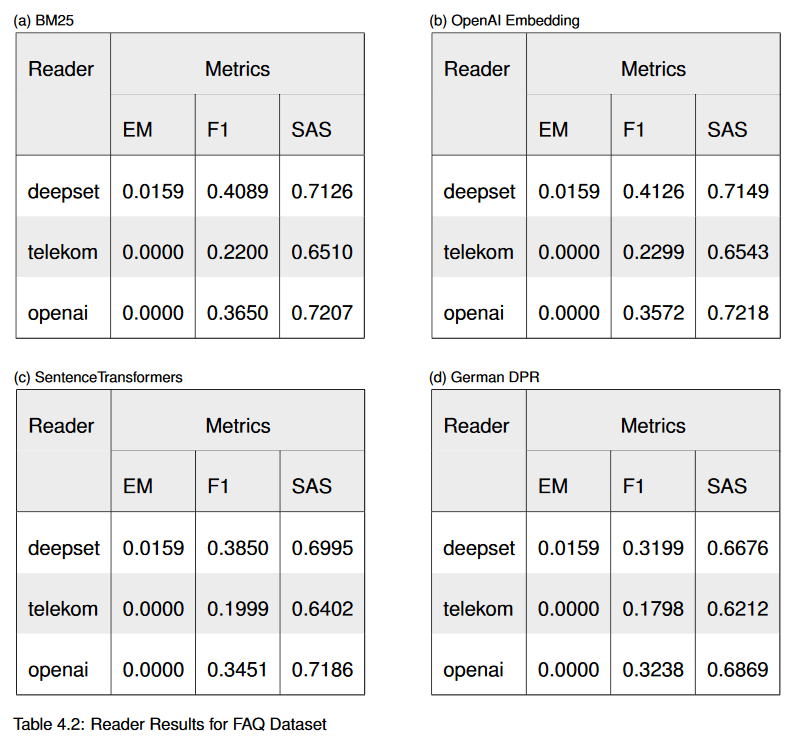 (a) BM25
Reader Metrics
EM F1 SAS
deepset 0.0159 0.4089 0.7126
telekom 0.0000 0.2200 0.6510
openai 0.0000 0.3650 0.7207
(b) OpenAI Embedding
Reader Metrics
EM F1 SAS
deepset 0.0159 0.4126 0.7149
telekom 0.0000 0.2299 0.6543
openai 0.0000 0.3572 0.7218
(c) SentenceTransformers
Reader Metrics
EM F1 SAS
deepset 0.0159 0.3850 0.6995
telekom 0.0000 0.1999 0.6402
openai 0.0000 0.3451 0.7186
(d) German DPR
Reader Metrics
EM F1 SAS
deepset 0.0159 0.3199 0.6676
telekom 0.0000 0.1798 0.6212
openai 0.0000 0.3238 0.6869
Table 4.2: Reader Results for FAQ Dataset